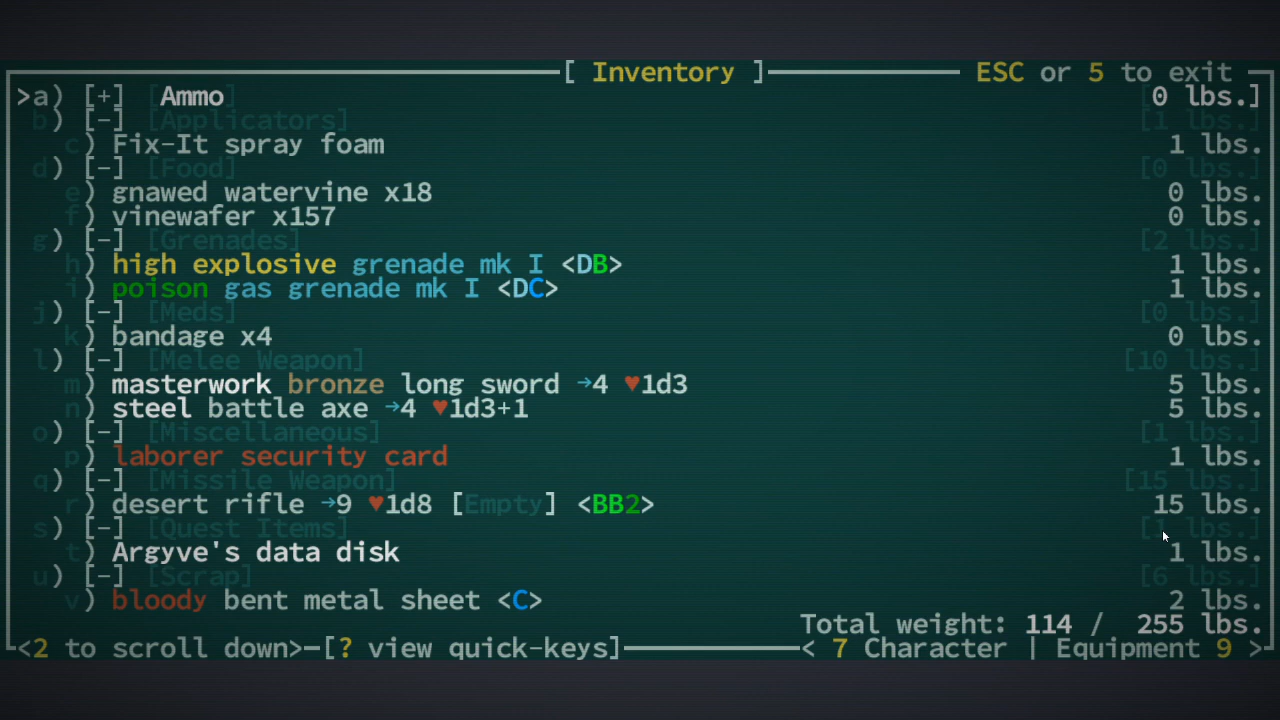 [ Inventory ] ESC or 5 to exit
>a) [+] [Ammo] [0 lbs.]
b) [-] [Applicators] [1 lbs.]
c) Fix-It spray foam 1 lbs.
d) [-] [Food] [0 lbs.]
e) gnawed watervine x18 0 lbs.
f) vinewafer x157 0 lbs.
g) [-] [Grenades] [2 lbs.]
h) high explosive grenade mk I <DB> 1 lbs.
i) poison gas grenade mk I <DC> 1 lbs.
j) [-] [Meds] [0 lbs.]
k) bandage x4 0 lbs.
l) [-] [Melee Weapon] [10 lbs.]
m) masterwork bronze long sword →4 ♥1d3 5 lbs.
n) steel battle axe →4 ♥1d3+1 5 lbs.
o) [-] [Miscellaneous] [1 lbs.]
p) laborer security card 1 lbs.
q) [-] [Missile Weapon] [15 lbs.]
r) desert rifle →9 ♥1d8 [Empty] <BB2> 15 lbs.
s) [-] [Quest Items] [1 lbs.]
t) Argyve's data disk 1 lbs.
u) [-] [Scrap] [6 lbs.]
v) bloody bent metal sheet <C> 2 lbs.
Total weight: 114 / 255 lbs.
<2 to scroll down> [? view quick-keys] < 7 Character | Equipment 9 >